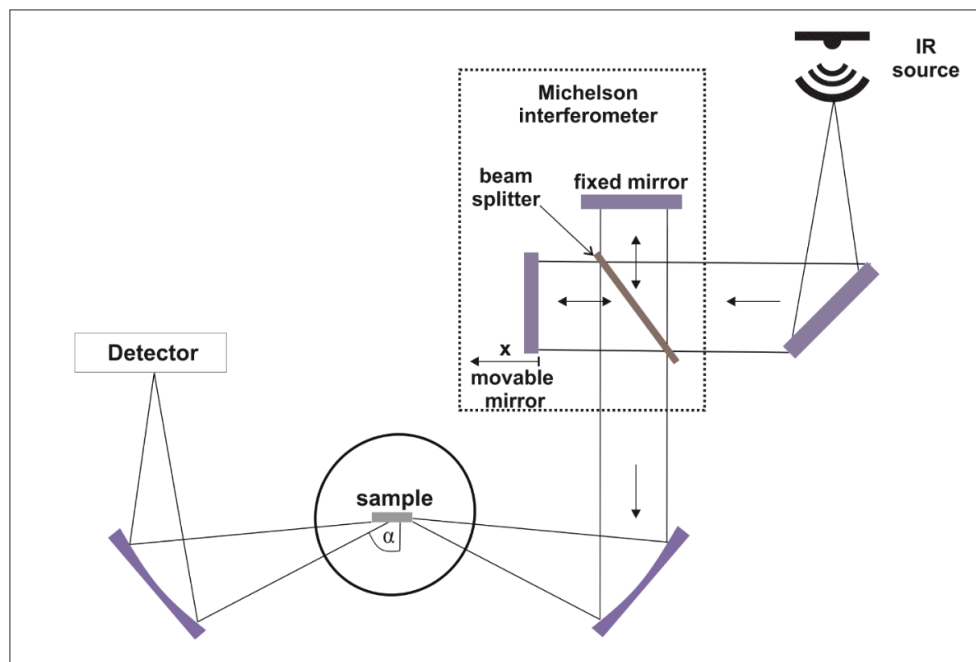 IR
source
Michelson
interferometer
beam
splitter
fixed mirror
x
movable
mirror
Detector
sample
α